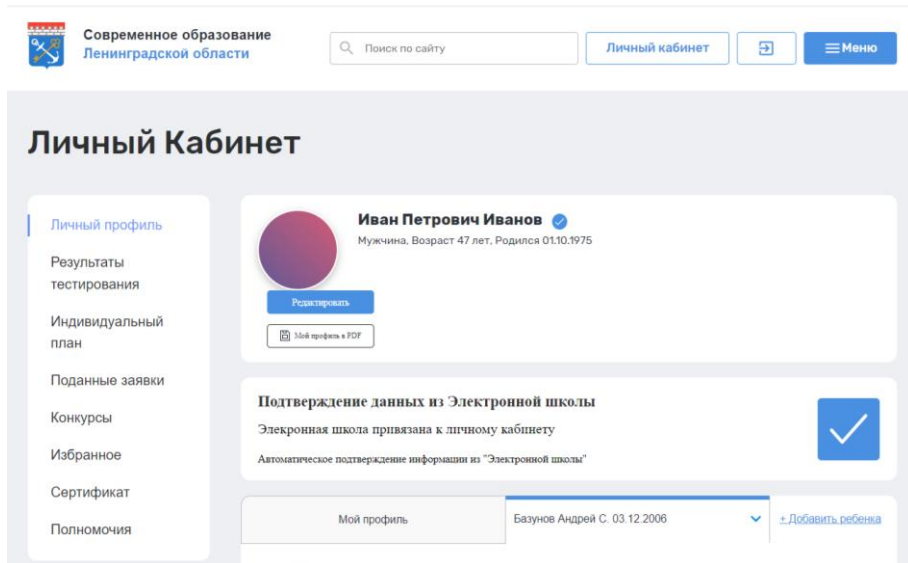 Современное образование
Ленинградской области
Поиск по сайту
Личный кабинет
Меню
Личный Кабинет
Личный профиль
Результаты
тестирования
Индивидуальный
план
Поданные заявки
Конкурсы
Избранное
Сертификат
Полномочия
Иван Петрович Иванов
Мужчина, Возраст 47 лет, Родился 01.10.1975
Редактировать
Мой профиль в PDF
Подтверждение данных из Электронной школы
Элекронная школа привязана к личному кабинету
Автоматическое подтверждение информации из "Электронной школы"
Мой профиль
Базунов Андрей С. 03.12.2006
+ Добавить ребенка